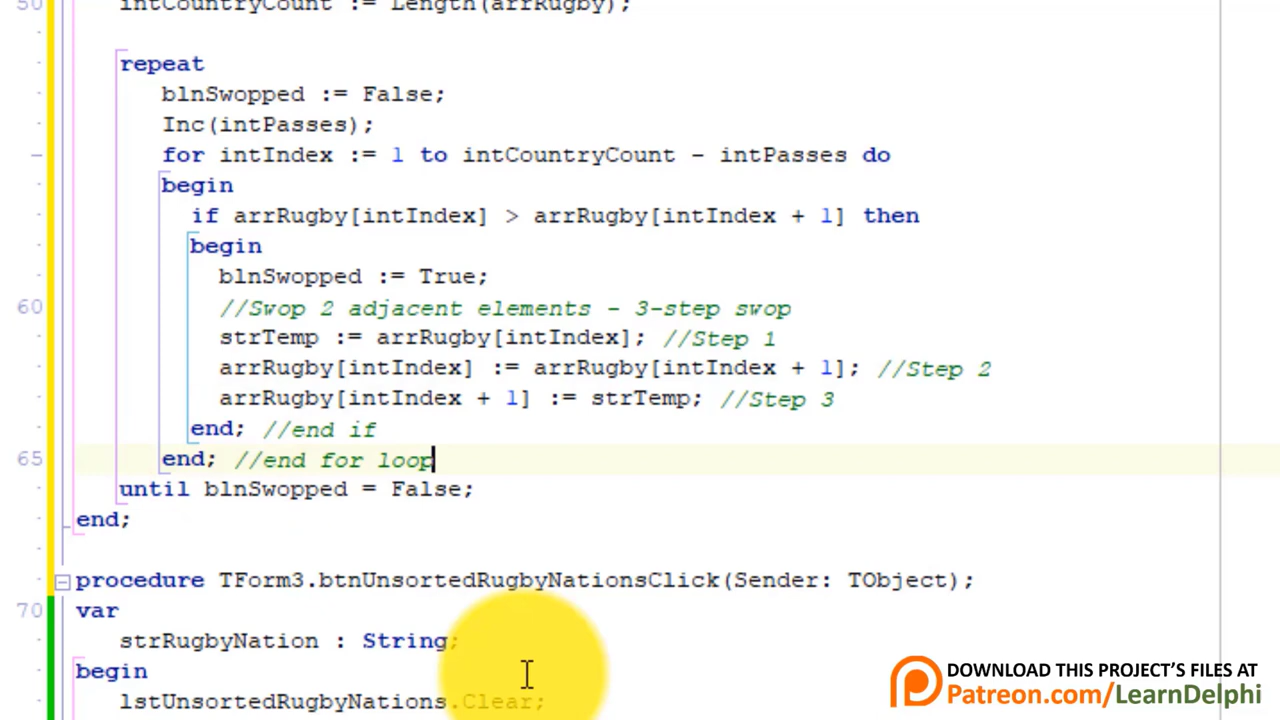 50 intCountryCount := Length(arrRugby);
repeat
blnSwopped := False;
Inc(intPasses);
for intIndex := 1 to intCountryCount - intPasses do
begin
if arrRugby[intIndex] > arrRugby[intIndex + 1] then
begin
blnSwopped := True;
60 //Swop 2 adjacent elements - 3-step swop
strTemp := arrRugby[intIndex]; //Step 1
arrRugby[intIndex] := arrRugby[intIndex + 1]; //Step 2
arrRugby[intIndex + 1] := strTemp; //Step 3
end; //end if
65 end; //end for loop
until blnSwopped = False;
end;
procedure TForm3.btnUnsortedRugbyNationsClick(Sender: TObject);
70 var
strRugbyNation : String;
begin
lstUnsortedRugbyNations.Clear;
DOWNLOAD THIS PROJECT'S FILES AT
Patreon.com/LearnDelphi